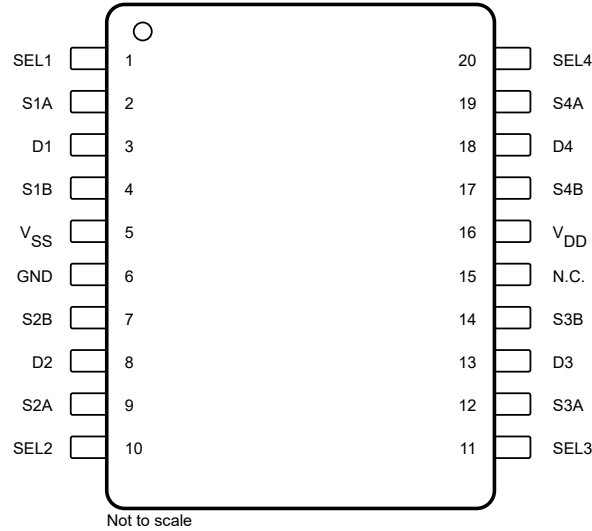 SEL1 1 20 SEL4
S1A 2 19 S4A
D1 3 18 D4
S1B 4 17 S4B
VSS 5 16 VDD
GND 6 15 N.C.
S2B 7 14 S3B
D2 8 13 D3
S2A 9 12 S3A
SEL2 10 11 SEL3
Not to scale